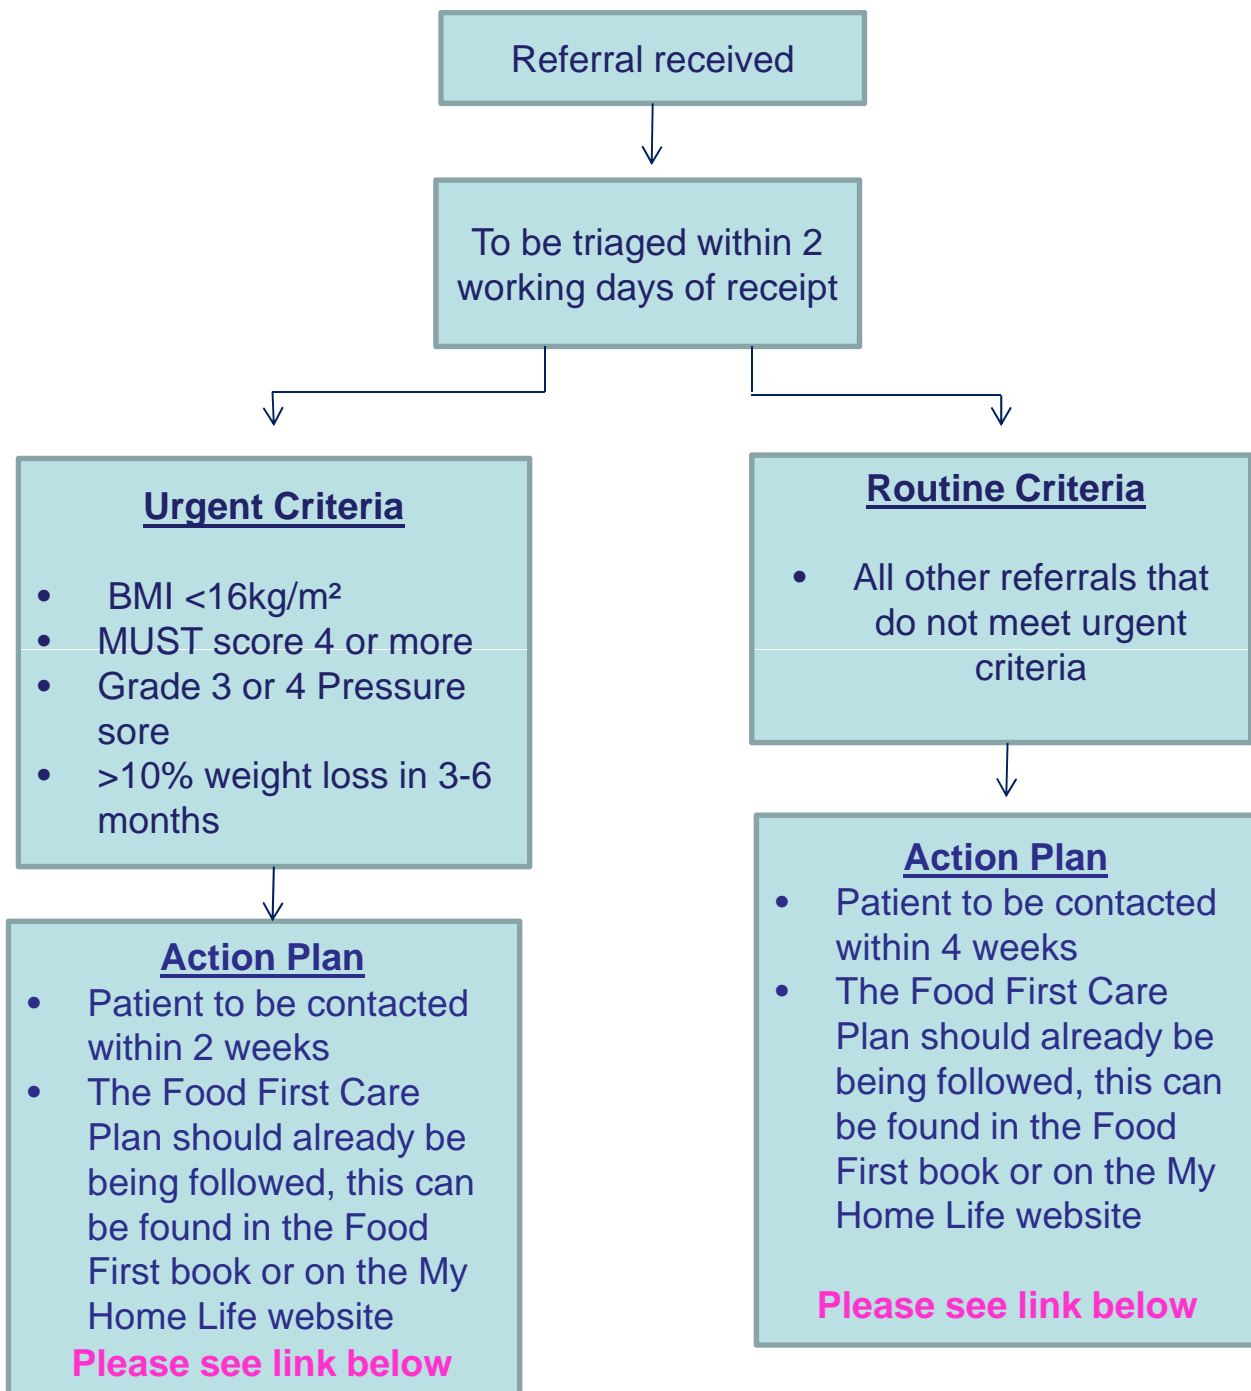 Referral received
To be triaged within 2
working days of receipt
Urgent Criteria
• BMI <16kg/m²
• MUST score 4 or more
• Grade 3 or 4 Pressure
sore
• >10% weight loss in 3-6
months
Action Plan
• Patient to be contacted
within 2 weeks
• The Food First Care
Plan should already be
being followed, this can
be found in the Food
First book or on the My
Home Life website
Please see link below
Routine Criteria
• All other referrals that
do not meet urgent
criteria
Action Plan
• Patient to be contacted
within 4 weeks
• The Food First Care
Plan should already be
being followed, this can
be found in the Food
First book or on the My
Home Life website
Please see link below